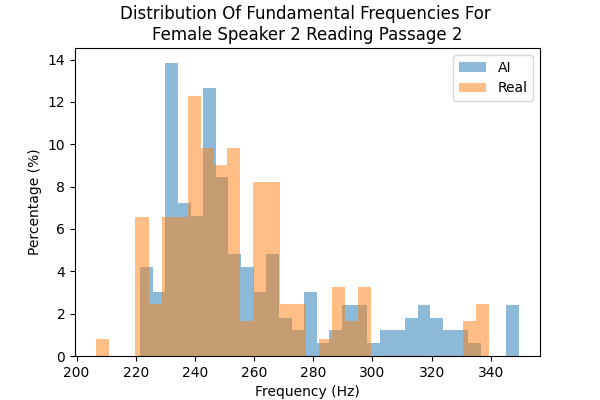 Distribution Of Fundamental Frequencies For
Female Speaker 2 Reading Passage 2
AI
Real
Percentage (%)
14
12
10
8
6
4
2
0
200 220 240 260 280 300 320 340
Frequency (Hz)